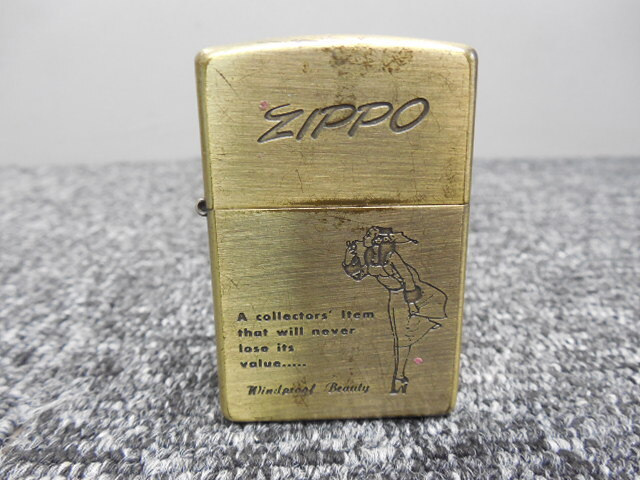 ZIPPO
A collectors' Item
that will never
lose its
value.....
Windproof Beauty